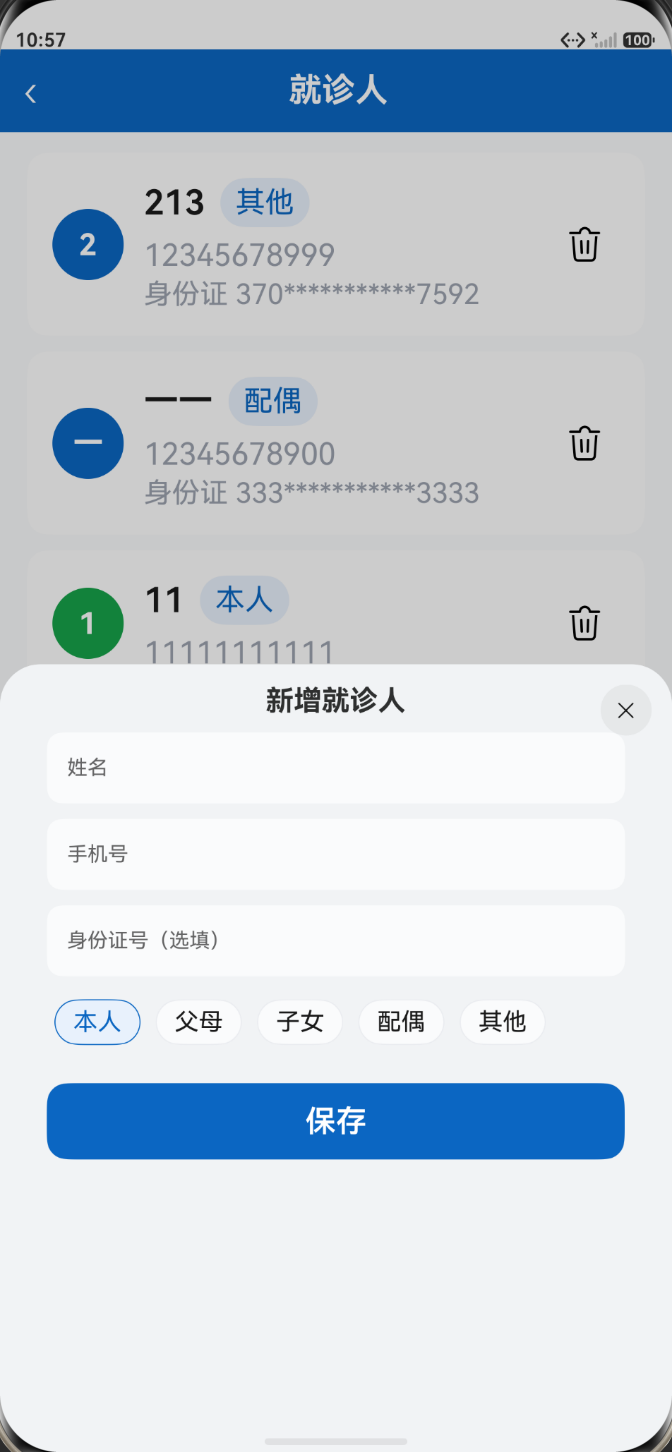 10:57
100
就诊人
2
213 其他
12345678999
身份证 370***********7592
一
一一 配偶
12345678900
身份证 333***********3333
1
11 本人
11111111111
新增就诊人
姓名
手机号
身份证号（选填）
本人 父母 子女 配偶 其他
保存